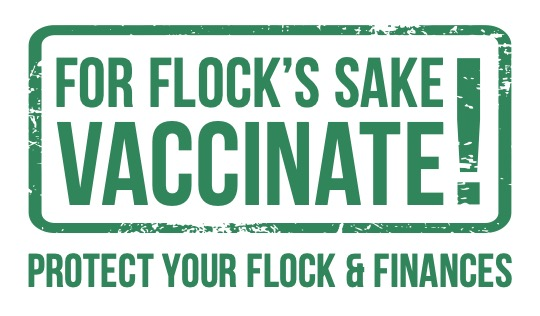 FOR FLOCK'S SAKE
VACCINATE!
PROTECT YOUR FLOCK & FINANCES